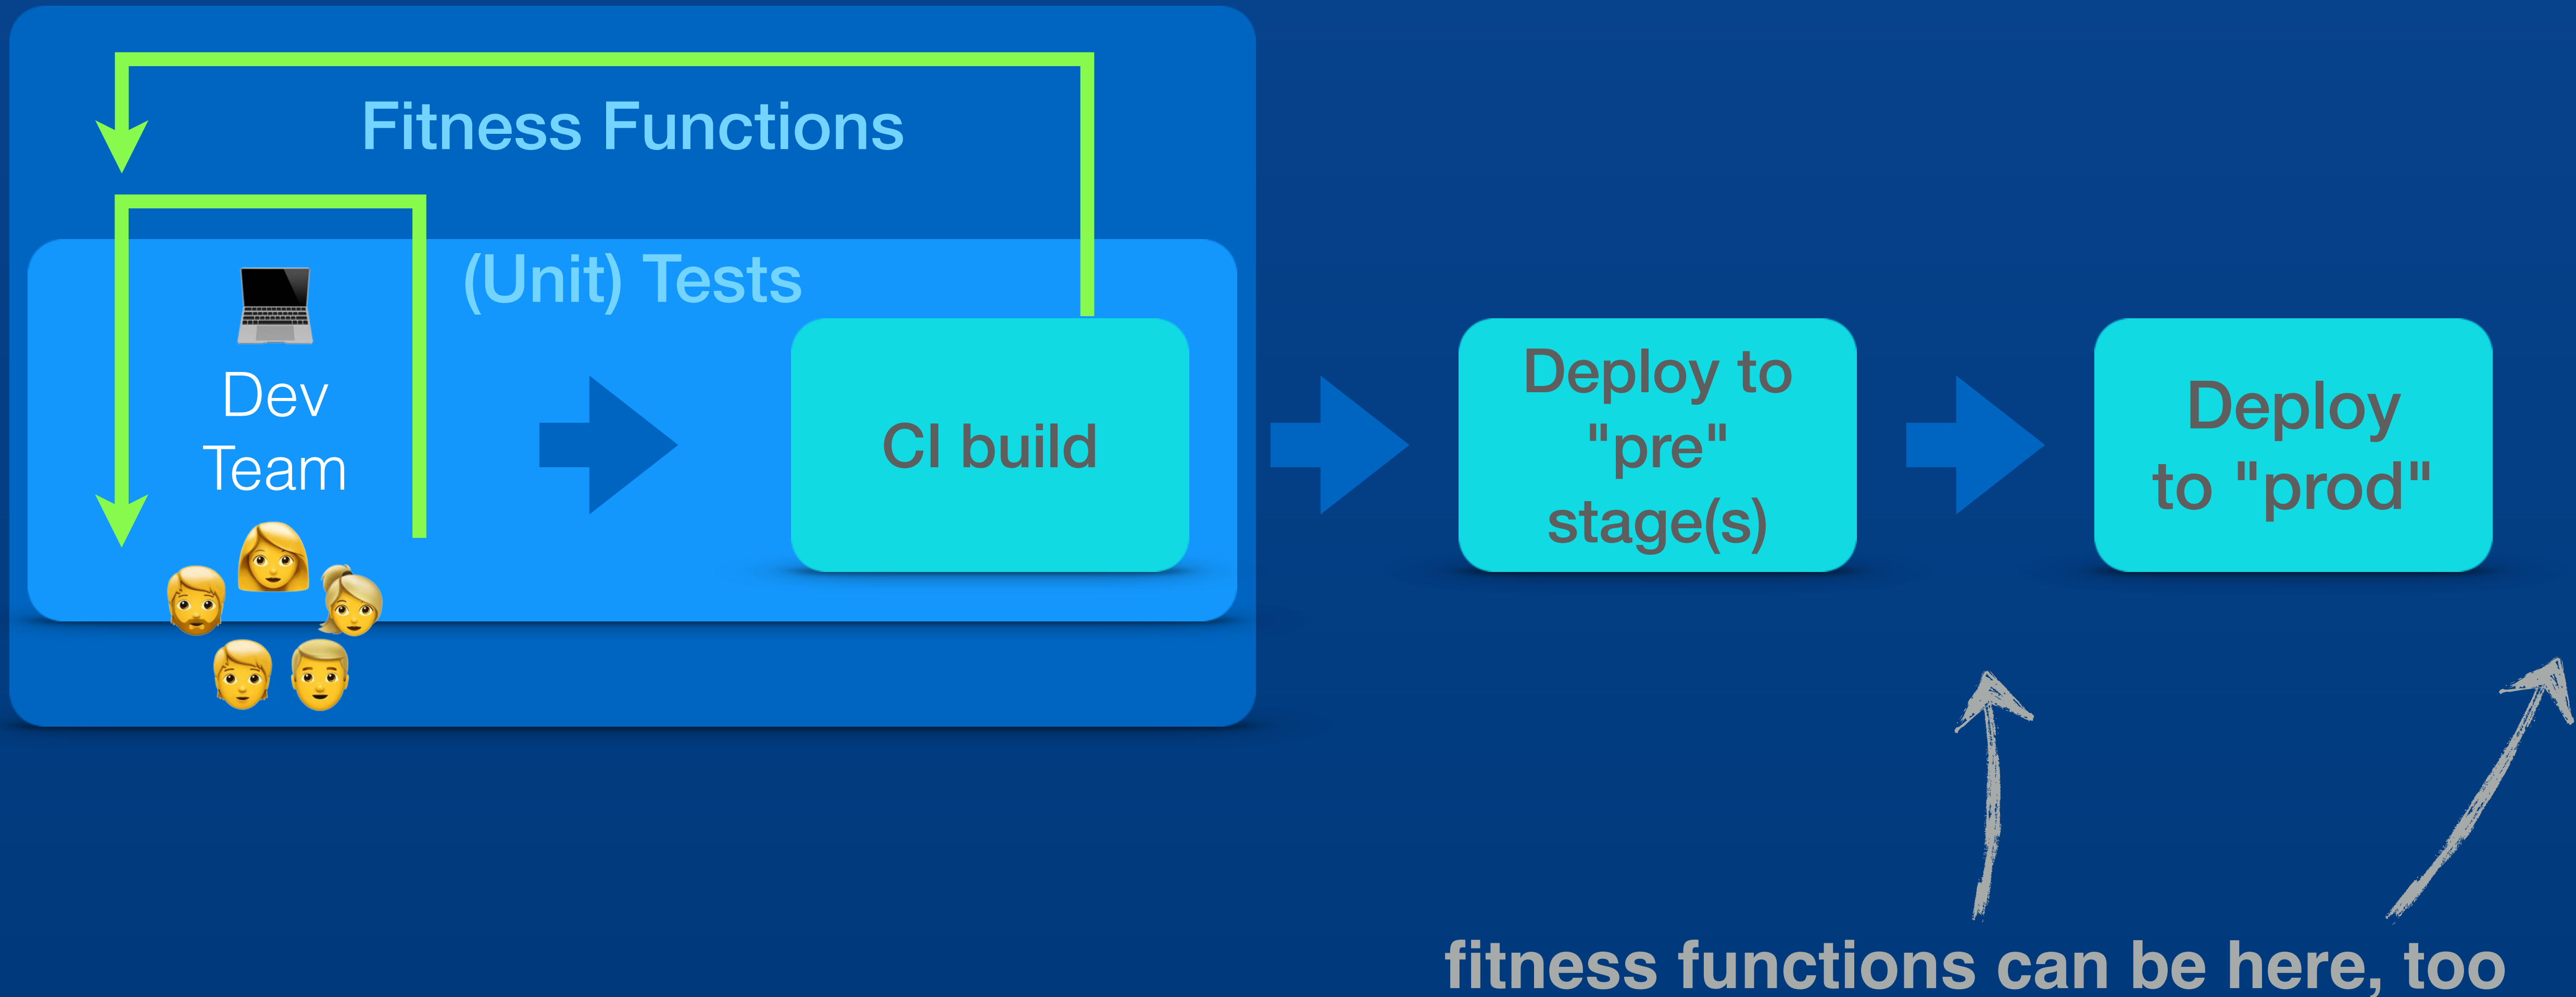 Fitness Functions
(Unit) Tests
Dev
Team
CI build
Deploy to
"pre"
stage(s)
Deploy
to "prod"
fitness functions can be here, too